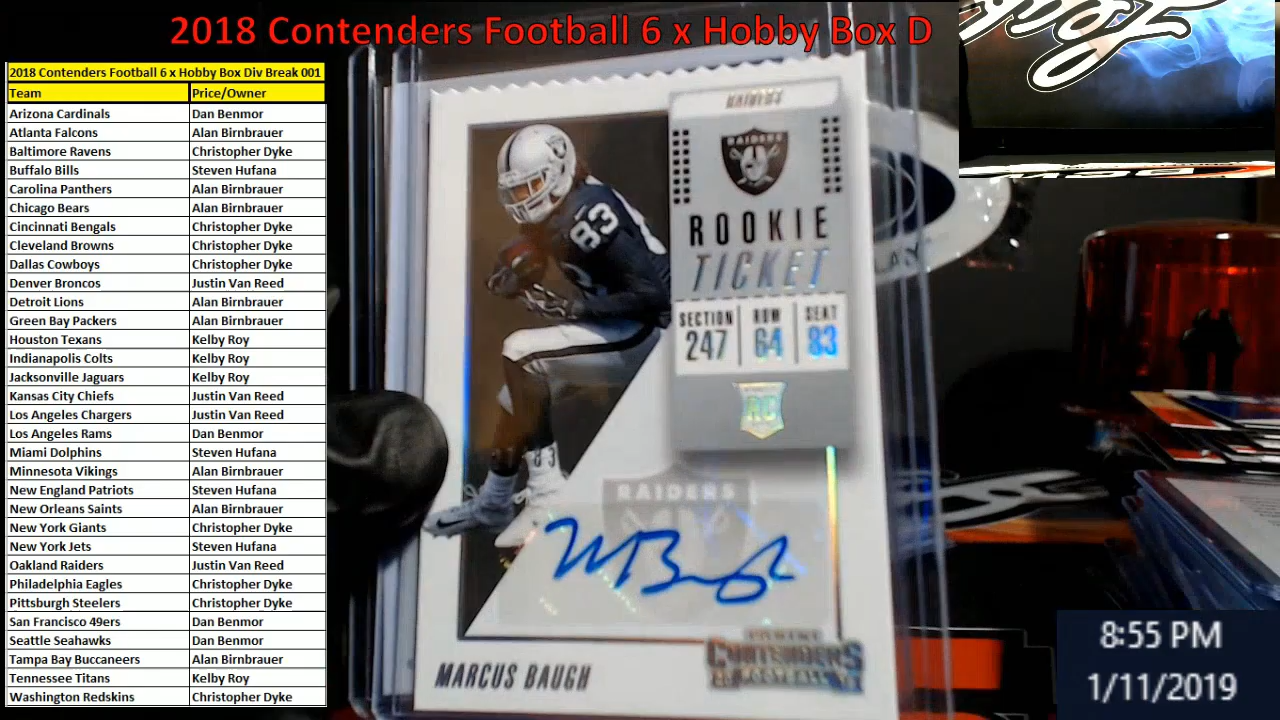 2018 Contenders Football 6 x Hobby Box D
2018 Contenders Football 6 x Hobby Box Div Break 001
Team Price/Owner
Arizona Cardinals Dan Benmor
Atlanta Falcons Alan Birnbrauer
Baltimore Ravens Christopher Dyke
Buffalo Bills Steven Hufana
Carolina Panthers Alan Birnbrauer
Chicago Bears Alan Birnbrauer
Cincinnati Bengals Christopher Dyke
Cleveland Browns Christopher Dyke
Dallas Cowboys Christopher Dyke
Denver Broncos Justin Van Reed
Detroit Lions Alan Birnbrauer
Green Bay Packers Alan Birnbrauer
Houston Texans Kelby Roy
Indianapolis Colts Kelby Roy
Jacksonville Jaguars Kelby Roy
Kansas City Chiefs Justin Van Reed
Los Angeles Chargers Justin Van Reed
Los Angeles Rams Dan Benmor
Miami Dolphins Steven Hufana
Minnesota Vikings Alan Birnbrauer
New England Patriots Steven Hufana
New Orleans Saints Alan Birnbrauer
New York Giants Christopher Dyke
New York Jets Steven Hufana
Oakland Raiders Justin Van Reed
Philadelphia Eagles Christopher Dyke
Pittsburgh Steelers Christopher Dyke
San Francisco 49ers Dan Benmor
Seattle Seahawks Dan Benmor
Tampa Bay Buccaneers Alan Birnbrauer
Tennessee Titans Kelby Roy
Washington Redskins Christopher Dyke
RAIDERS
RAIDERS
ROOKIE
TICKET
SECTION ROW SEAT
247 64 83
RC
83
83
RAIDERS
M Baugh
PANINI
CONTENDERS
FOOTBALL
MARCUS BAUGH
8:55 PM
1/11/2019